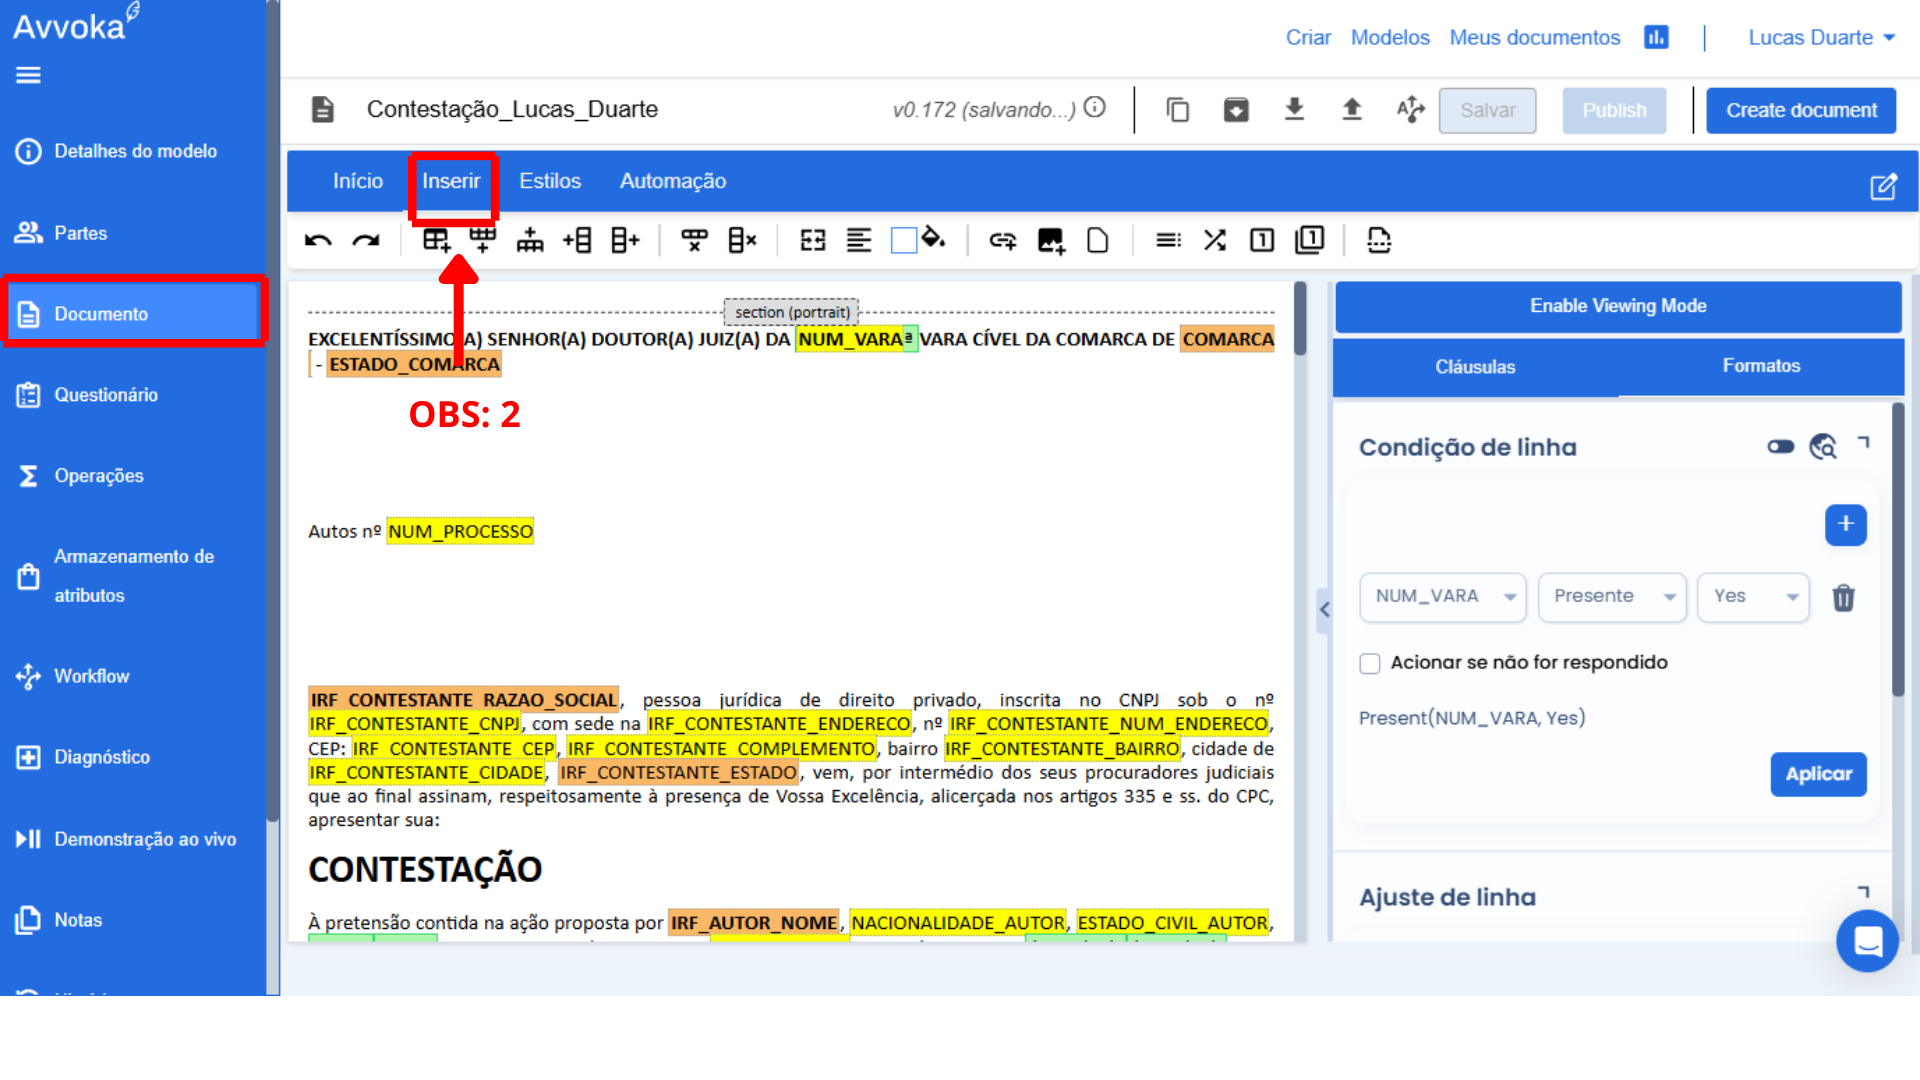 Avvoka
Detalhes do modelo
Partes
Documento
Questionário
Operações
Armazenamento de
atributos
Workflow
Diagnóstico
Demonstração ao vivo
Notas
Criar Modelos Meus documentos Lucas Duarte
Contestação_Lucas_Duarte v0.172 (salvando...) Salvar Publish Create document
Início Inserir Estilos Automação
section (portrait)
EXCELENTÍSSIMO(A) SENHOR(A) DOUTOR(A) JUIZ(A) DA NUM_VARAª VARA CÍVEL DA COMARCA DE COMARCA
- ESTADO_COMARCA
OBS: 2
Autos nº NUM_PROCESSO
IRF_CONTESTANTE_RAZAO_SOCIAL, pessoa jurídica de direito privado, inscrita no CNPJ sob o nº
IRF_CONTESTANTE_CNPJ, com sede na IRF_CONTESTANTE_ENDERECO, nº IRF_CONTESTANTE_NUM_ENDERECO,
CEP: IRF_CONTESTANTE_CEP, IRF_CONTESTANTE_COMPLEMENTO, bairro IRF_CONTESTANTE_BAIRRO, cidade de
IRF_CONTESTANTE_CIDADE, IRF_CONTESTANTE_ESTADO, vem, por intermédio dos seus procuradores judiciais
que ao final assinam, respeitosamente à presença de Vossa Excelência, alicerçada nos artigos 335 e ss. do CPC,
apresentar sua:
CONTESTAÇÃO
À pretensão contida na ação proposta por IRF_AUTOR_NOME, NACIONALIDADE_AUTOR, ESTADO_CIVIL_AUTOR,
Enable Viewing Mode
Cláusulas Formatos
Condição de linha
+
NUM_VARA Presente Yes
Acionar se não for respondido
Present(NUM_VARA, Yes)
Aplicar
Ajuste de linha